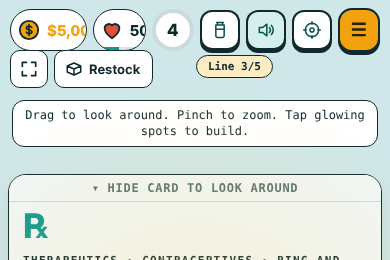 $5,0
50
4
Restock
Line 3/5
Drag to look around. Pinch to zoom. Tap glowing
spots to build.
▾ HIDE CARD TO LOOK AROUND
℞
THERAPEUTICS · CONTRACEPTIVES · RING AND